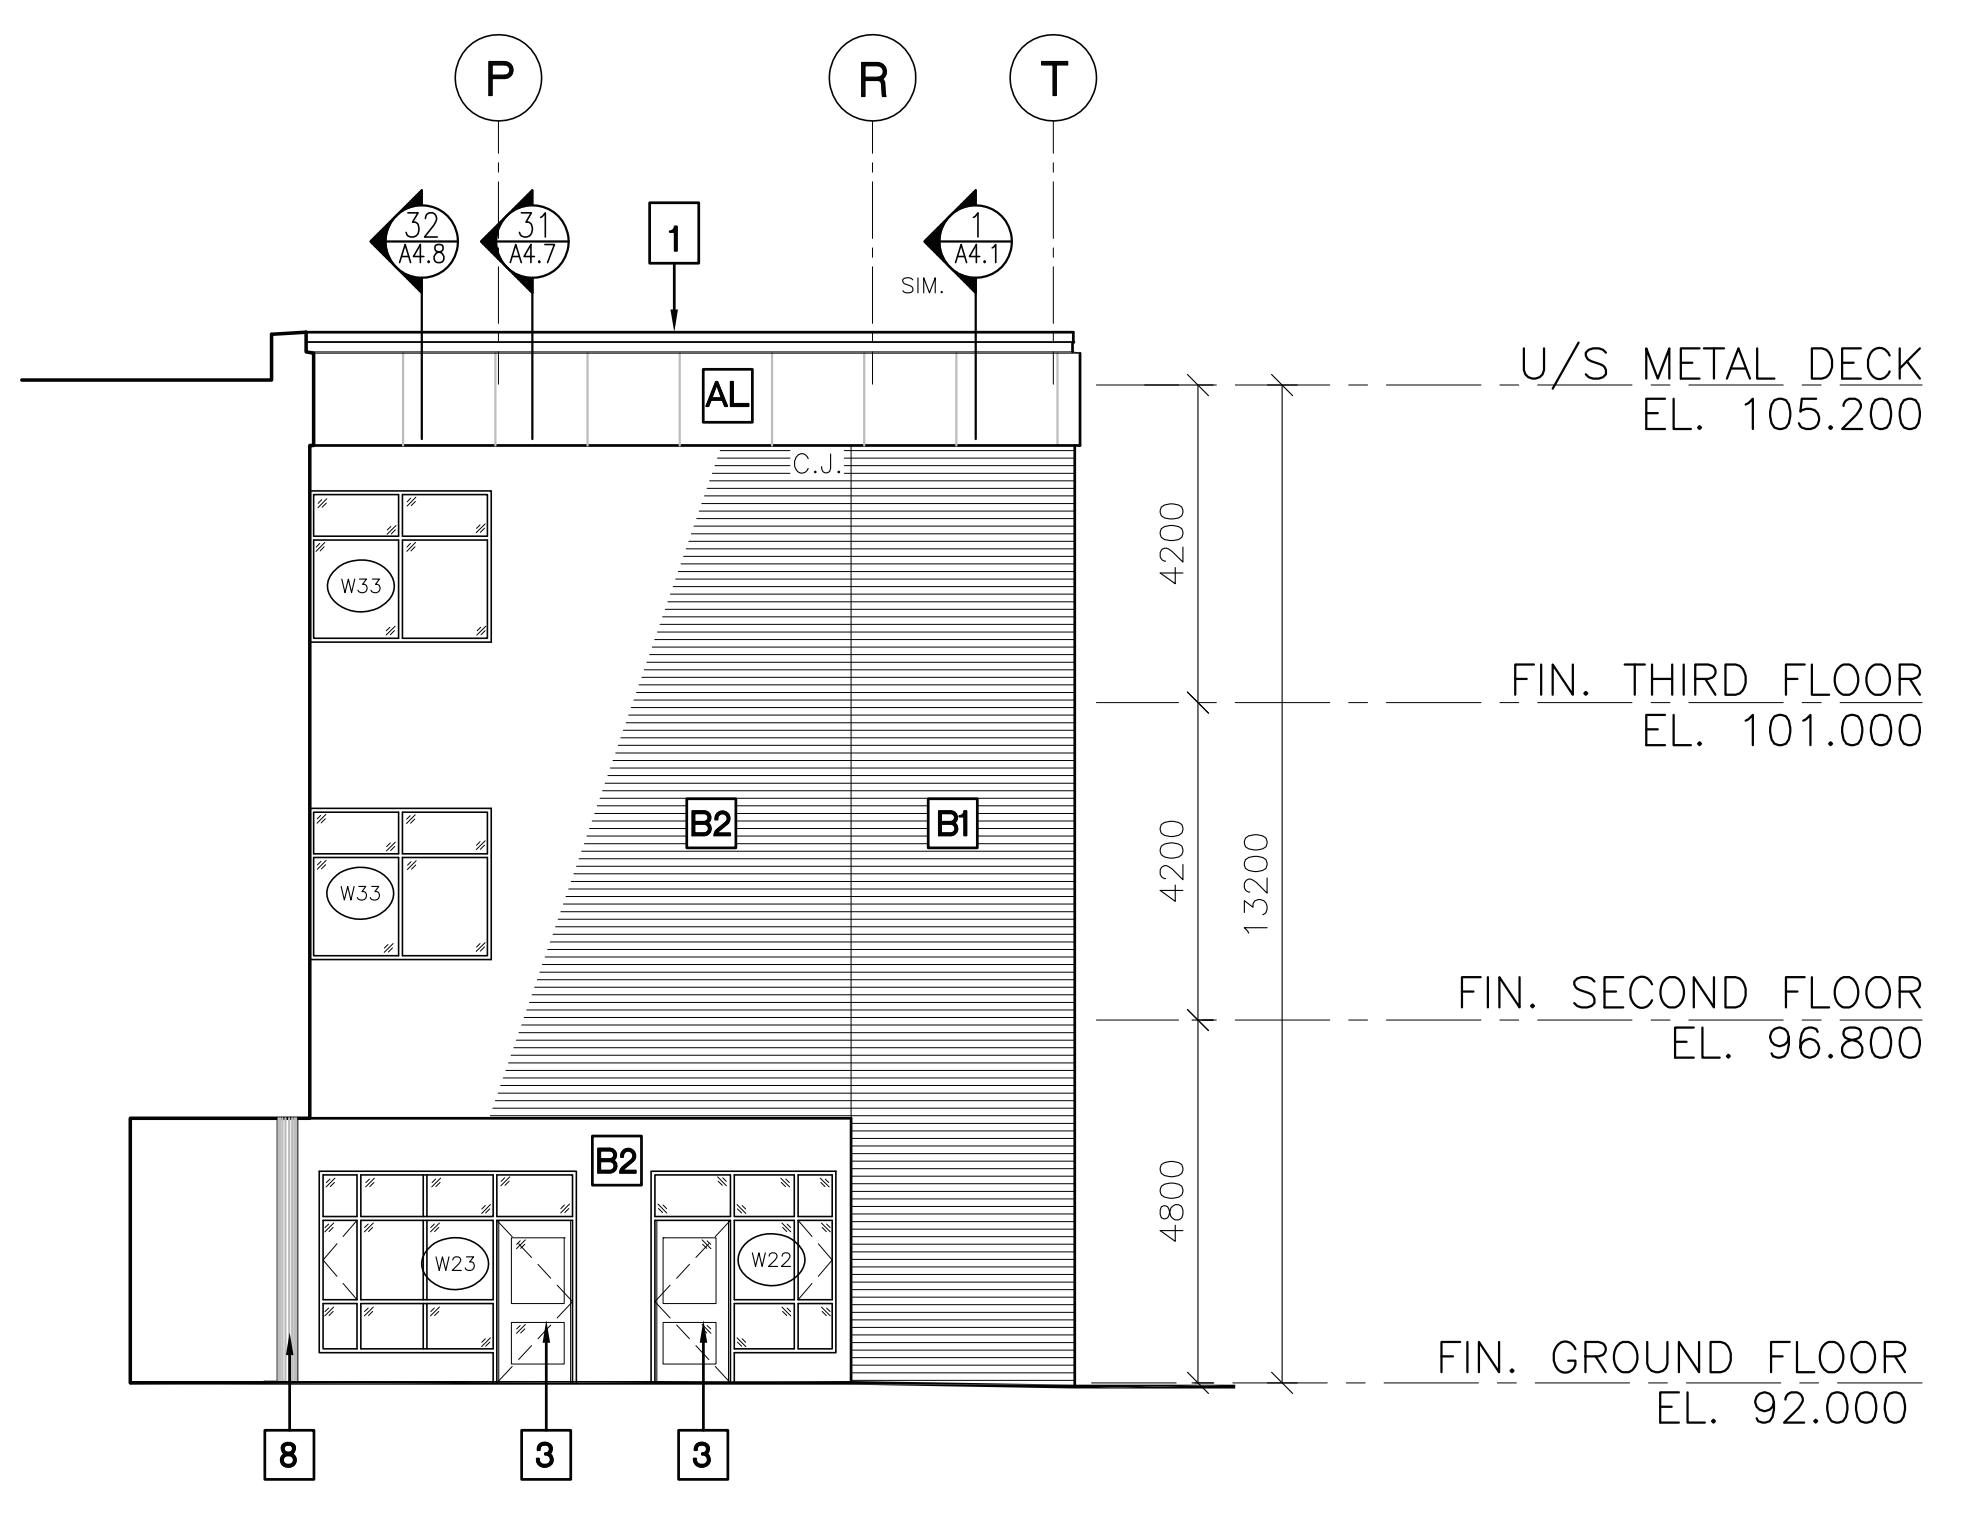 P
R
T
32
A4.8
31
A4.7
1
1
A4.1
SIM.
U/S METAL DECK
EL. 105.200
AL
C.J.
4200
W33
FIN. THIRD FLOOR
EL. 101.000
B2
B1
4200
13200
W33
FIN. SECOND FLOOR
EL. 96.800
B2
4800
W23
W22
FIN. GROUND FLOOR
EL. 92.000
8
3
3